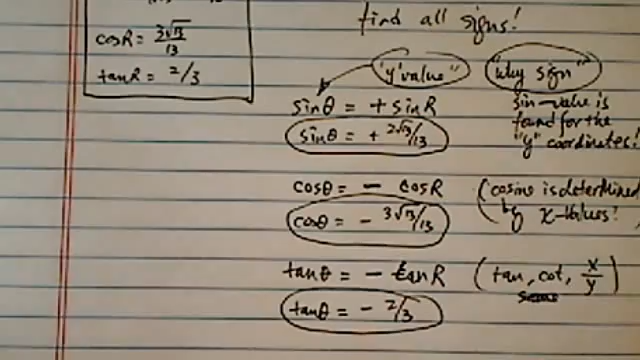 cosR = 3√13/13
tanR = 2/3
find all signs!
"y" value"
"why sign"
sinθ = + sinR
sinθ = + 2√13/13
sin-value is
found for the
"y" coordinates!
cosθ = - cosR
cosθ = - 3√13/13
(cosine is determined
by x-values!
tanθ = - tanR
tanθ = - 2/3
(tan, cot, x/y)